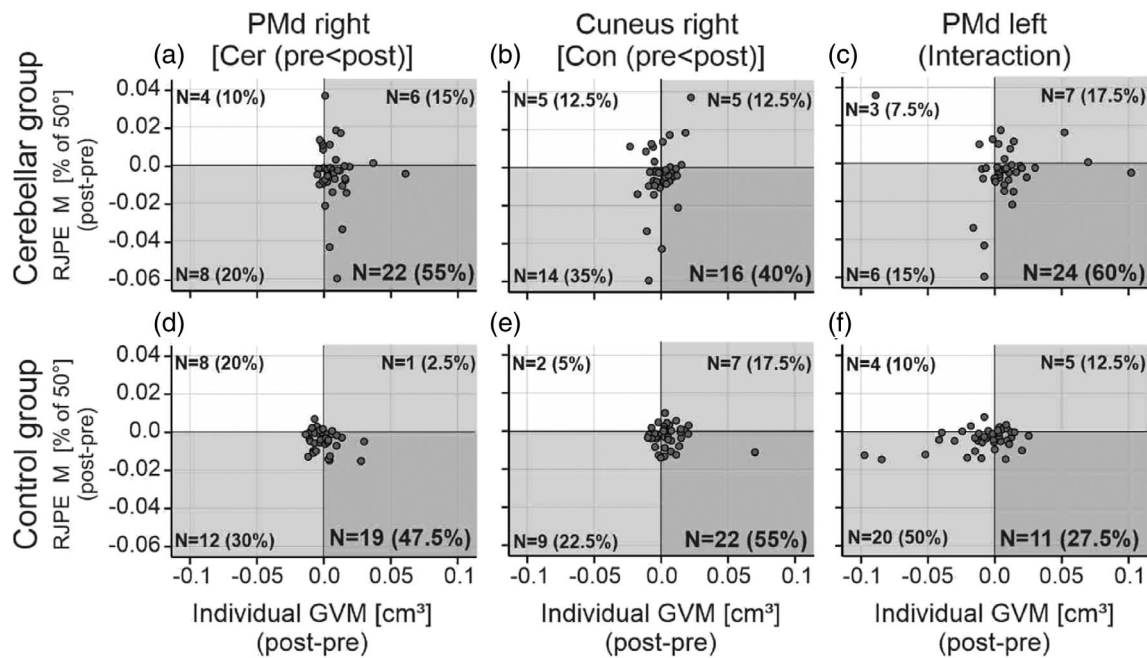 PMd right
[Cer (pre<post)]
Cuneus right
[Con (pre<post)]
PMd left
(Interaction)
(a)
(b)
(c)
Cerebellar group
RJPE M [% of 50°]
(post-pre)
0.04
0.02
0.0
-0.02
-0.04
-0.06
N=4 (10%)
N=6 (15%)
N=8 (20%)
N=22 (55%)
N=5 (12.5%)
N=5 (12.5%)
N=14 (35%)
N=16 (40%)
N=3 (7.5%)
N=7 (17.5%)
N=6 (15%)
N=24 (60%)
(d)
(e)
(f)
Control group
RJPE M [% of 50°]
(post-pre)
0.04
0.02
0.0
-0.02
-0.04
-0.06
N=8 (20%)
N=1 (2.5%)
N=12 (30%)
N=19 (47.5%)
N=2 (5%)
N=7 (17.5%)
N=9 (22.5%)
N=22 (55%)
N=4 (10%)
N=5 (12.5%)
N=20 (50%)
N=11 (27.5%)
-0.1 -0.05 0.0 0.05 0.1
-0.1 -0.05 0.0 0.05 0.1
-0.1 -0.05 0.0 0.05 0.1
Individual GVM [cm³]
(post-pre)
Individual GVM [cm³]
(post-pre)
Individual GVM [cm³]
(post-pre)